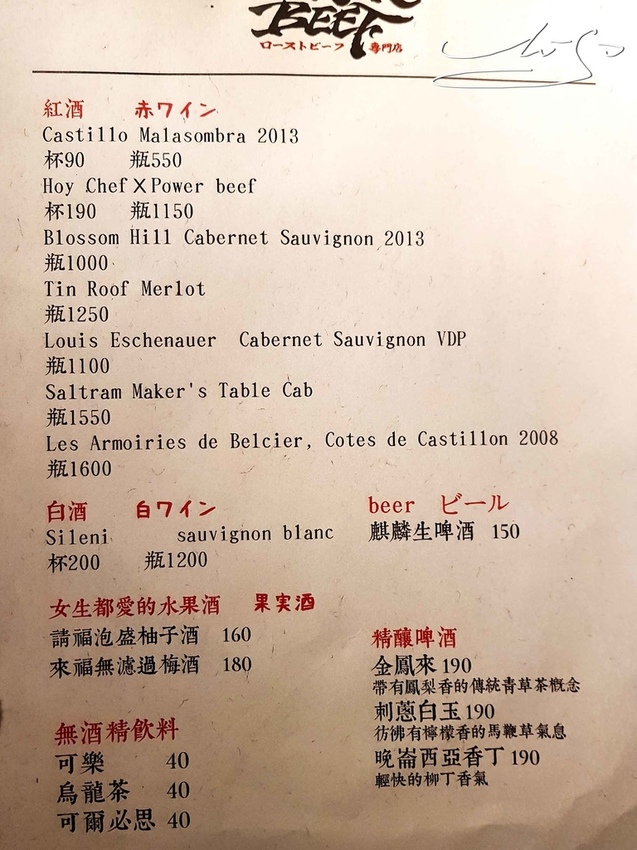 BEEF
ローストビーフ 専門店
紅酒 赤ワイン
Castillo Malasombra 2013
杯90 瓶550
Hoy Chef X Power beef
杯190 瓶1150
Blossom Hill Cabernet Sauvignon 2013
瓶1000
Tin Roof Merlot
瓶1250
Louis Eschenauer Cabernet Sauvignon VDP
瓶1100
Saltram Maker's Table Cab
瓶1550
Les Armoiries de Belcier, Cotes de Castillon 2008
瓶1600
白酒 白ワイン
Sileni sauvignon blanc
杯200 瓶1200
beer ビール
麒麟生啤酒 150
女生都愛的水果酒 果実酒
請福泡盛柚子酒 160
來福無濾過梅酒 180
無酒精飲料
可樂 40
烏龍茶 40
可爾必思 40
精釀啤酒
金鳳來 190
帶有鳳梨香的傳統青草茶概念
刺蔥白玉 190
彷彿有檸檬香的馬鞭草氣息
晚崙西亞香丁 190
輕快的柳丁香氣